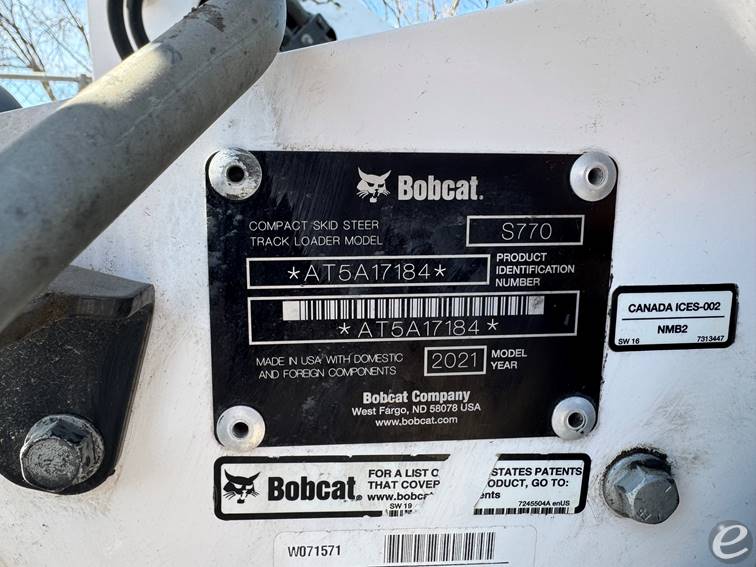 Bobcat.
COMPACT SKID STEER
TRACK LOADER MODEL
S770
*AT5A17184*
PRODUCT
IDENTIFICATION
NUMBER
*AT5A17184*
MADE IN USA WITH DOMESTIC
AND FOREIGN COMPONENTS
2021
MODEL
YEAR
Bobcat Company
West Fargo, ND 58078 USA
www.bobcat.com
CANADA ICES-002
NMB2
SW 16 7313447
Bobcat.
FOR A LIST STATES PATENTS
THAT PRODUCT, GO TO:
www.bobc
SW 19 7245504A enUS
W071571
e